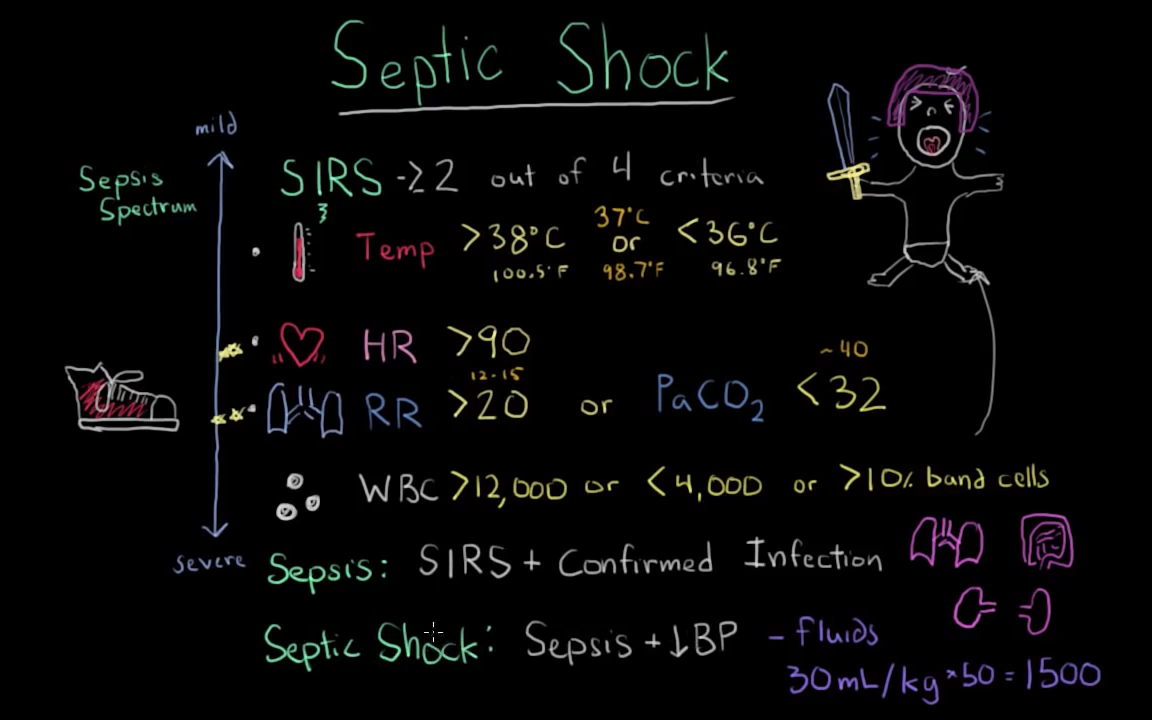 Septic Shock
mild
Sepsis
Spectrum
SIRS -≥2 out of 4 criteria
3
Temp >38°C 37°C or <36°C
100.5°F 98.7°F 96.8°F
HR >90
12-15 ~40
RR >20 or PaCO2 <32
WBC >12,000 or <4,000 or >10% band cells
severe
Sepsis: SIRS + Confirmed Infection
Septic Shock: Sepsis + ↓BP - fluids
30mL/kg × 50 = 1500